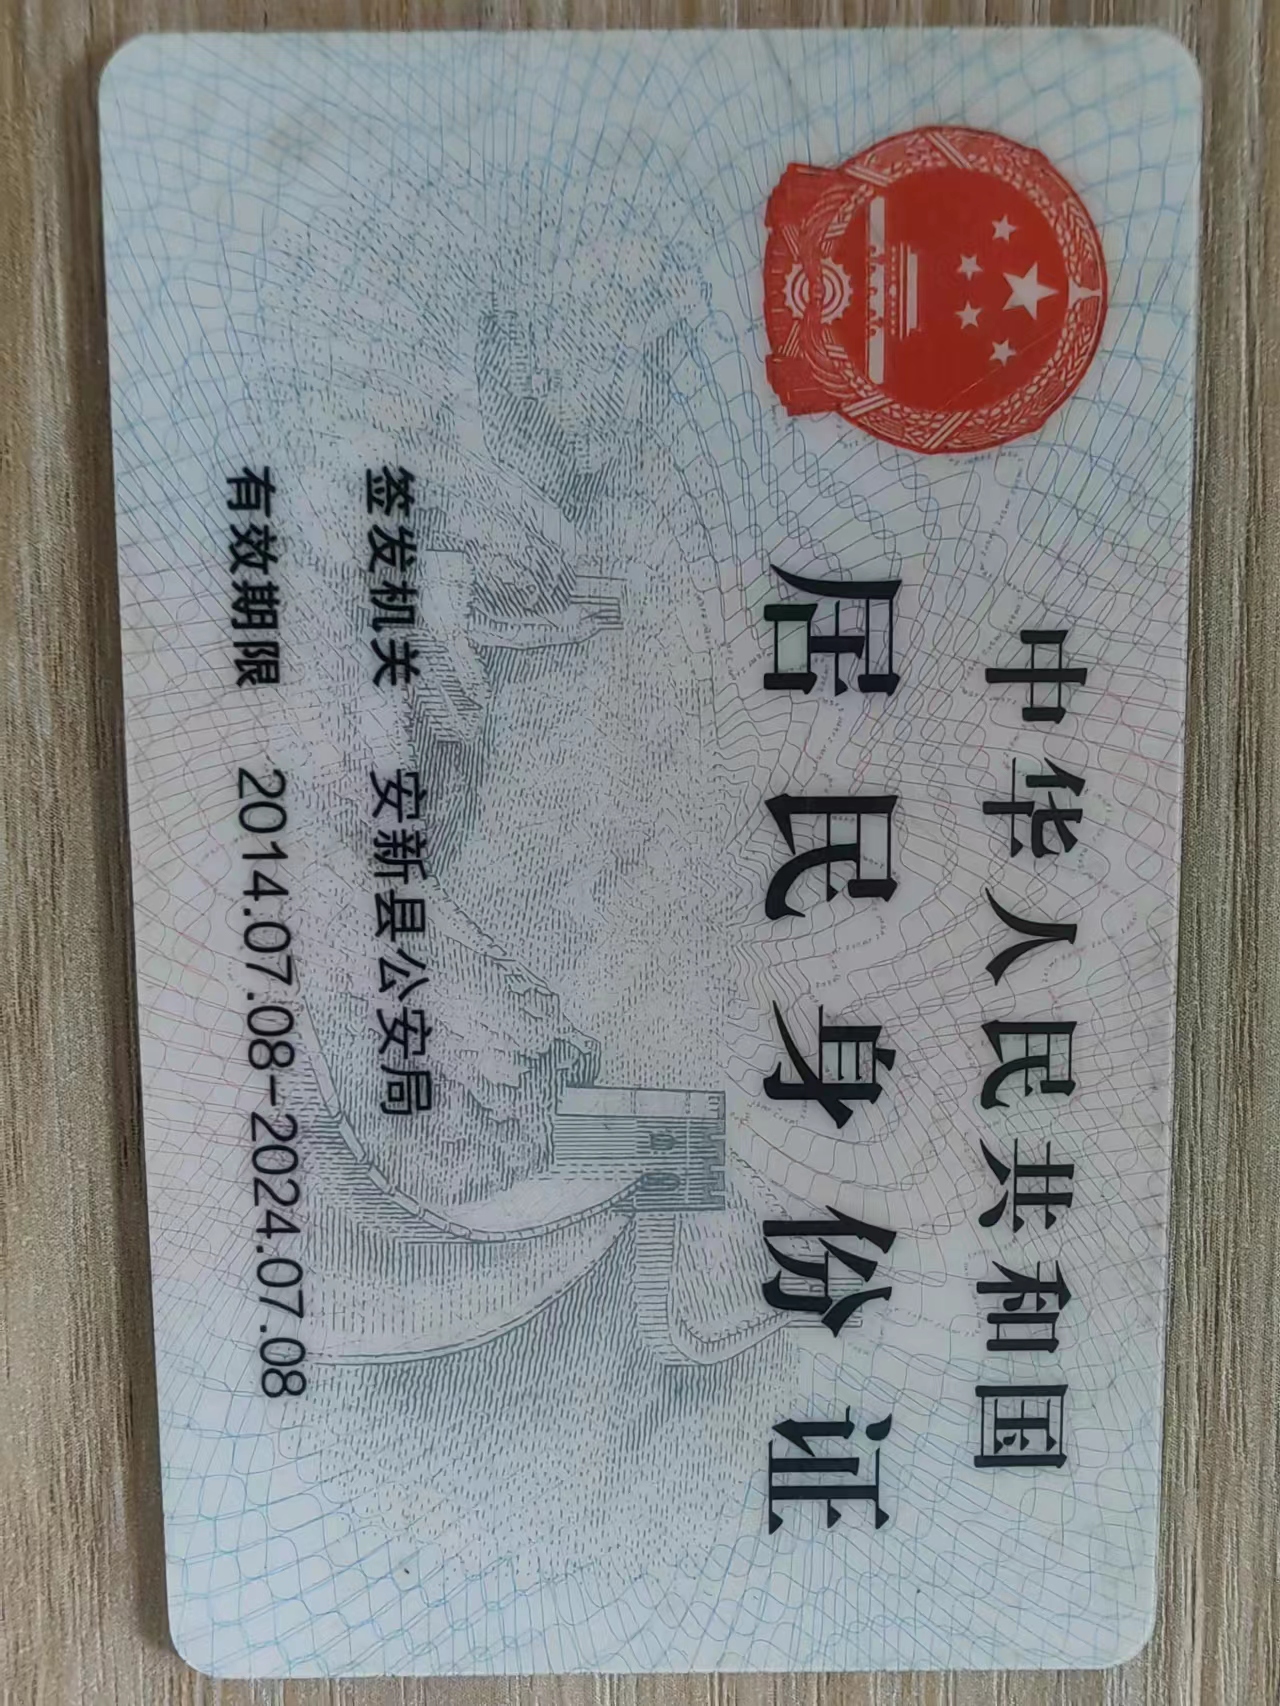 中华人民共和国
居民身份证
签发机关 安新县公安局
有效期限 2014.07.08-2024.07.08